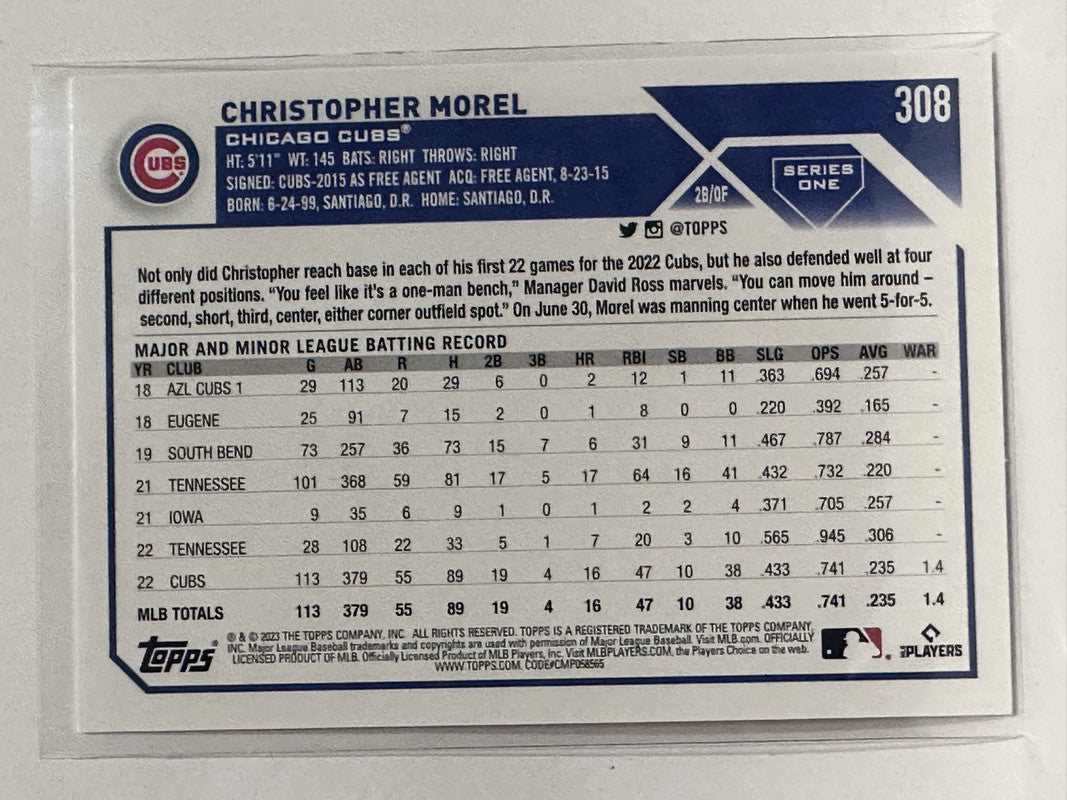 308
CHRISTOPHER MOREL
CHICAGO CUBS®
CUBS
HT: 5'11" WT: 145 BATS: RIGHT THROWS: RIGHT
SIGNED: CUBS-2015 AS FREE AGENT ACQ: FREE AGENT, 8-23-15
BORN: 6-24-99, SANTIAGO, D.R. HOME: SANTIAGO, D.R.
2B/OF
SERIES
ONE
@TOPPS
Not only did Christopher reach base in each of his first 22 games for the 2022 Cubs, but he also defended well at four
different positions. “You feel like it’s a one-man bench,” Manager David Ross marvels. “You can move him around –
second, short, third, center, either corner outfield spot.” On June 30, Morel was manning center when he went 5-for-5.
MAJOR AND MINOR LEAGUE BATTING RECORD
YR CLUB G AB R H 2B 3B HR RBI SB BB SLG OPS AVG WAR
18 AZL CUBS 1 29 113 20 29 6 0 2 12 1 11 .363 .694 .257 -
18 EUGENE 25 91 7 15 2 0 1 8 0 0 .220 .392 .165 -
19 SOUTH BEND 73 257 36 73 15 7 6 31 9 11 .467 .787 .284 -
21 TENNESSEE 101 368 59 81 17 5 17 64 16 41 .432 .732 .220 -
21 IOWA 9 35 6 9 1 0 1 2 2 4 .371 .705 .257 -
22 TENNESSEE 28 108 22 33 5 1 7 20 3 10 .565 .945 .306 -
22 CUBS 113 379 55 89 19 4 16 47 10 38 .433 .741 .235 1.4
MLB TOTALS 113 379 55 89 19 4 16 47 10 38 .433 .741 .235 1.4
Topps®
® & © 2023 THE TOPPS COMPANY, INC. ALL RIGHTS RESERVED. TOPPS IS A REGISTERED TRADEMARK OF THE TOPPS COMPANY,
INC. Major League Baseball trademarks and copyrights are used with permission of Major League Baseball. Visit MLB.com. OFFICIALLY
LICENSED PRODUCT OF MLB. Officially Licensed Product of MLB Players, Inc. Visit MLBPLAYERS.COM, the Players Choice on the web.
WWW.TOPPS.COM. CODE#CMP058565
MLB PLAYERS